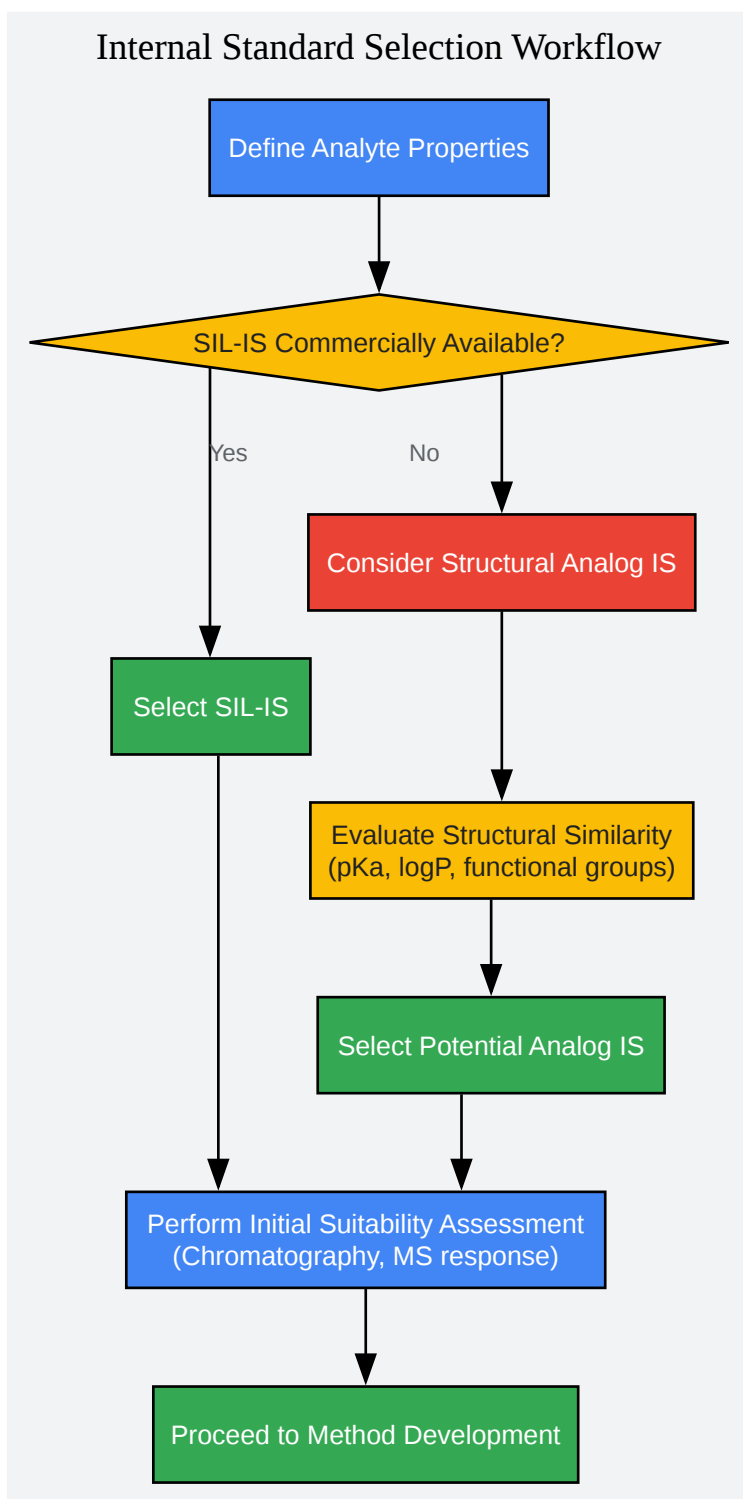 Internal Standard Selection Workflow
Define Analyte Properties
SIL-IS Commercially Available?
Yes
No
Consider Structural Analog IS
Select SIL-IS
Evaluate Structural Similarity
(pKa, logP, functional groups)
Select Potential Analog IS
Perform Initial Suitability Assessment
(Chromatography, MS response)
Proceed to Method Development